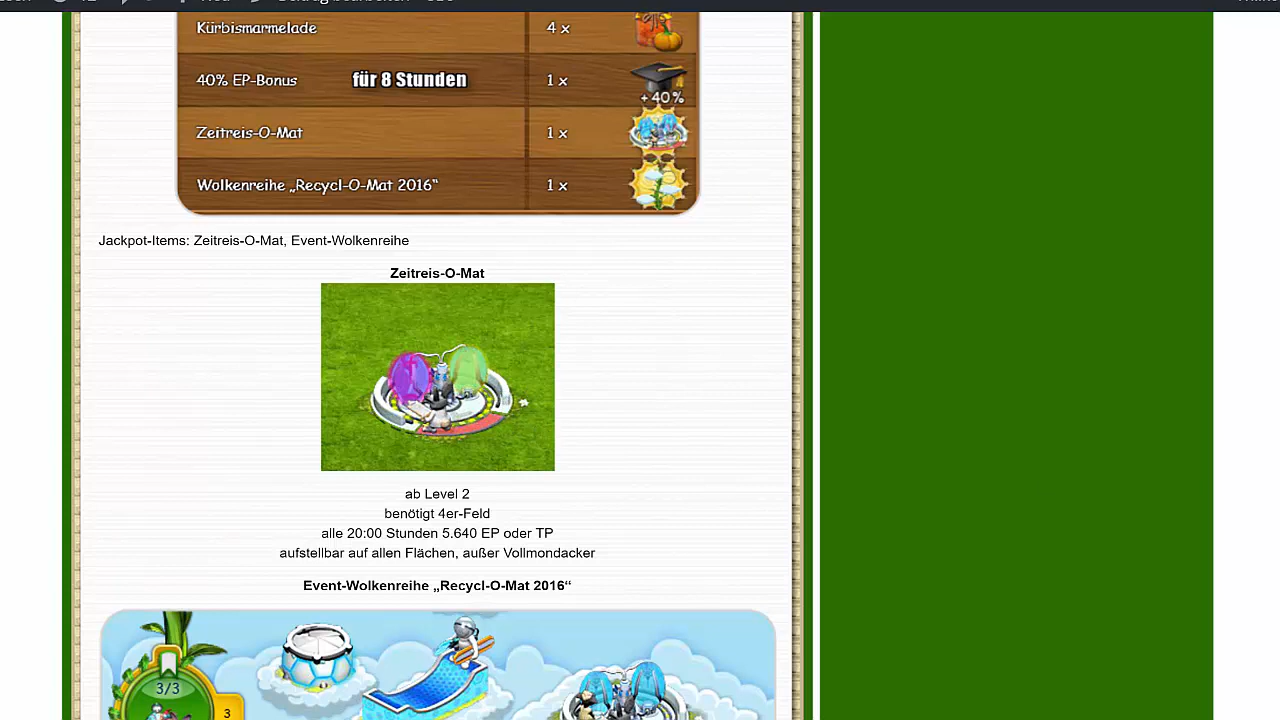 Kürbismarmelade 4 x
40% EP-Bonus für 8 Stunden 1 x
+40%
Zeitreis-O-Mat 1 x
Wolkenreihe „Recycl-O-Mat 2016“ 1 x
Jackpot-Items: Zeitreis-O-Mat, Event-Wolkenreihe
Zeitreis-O-Mat
ab Level 2
benötigt 4er-Feld
alle 20:00 Stunden 5.640 EP oder TP
aufstellbar auf allen Flächen, außer Vollmondacker
Event-Wolkenreihe „Recycl-O-Mat 2016“
3/3
3